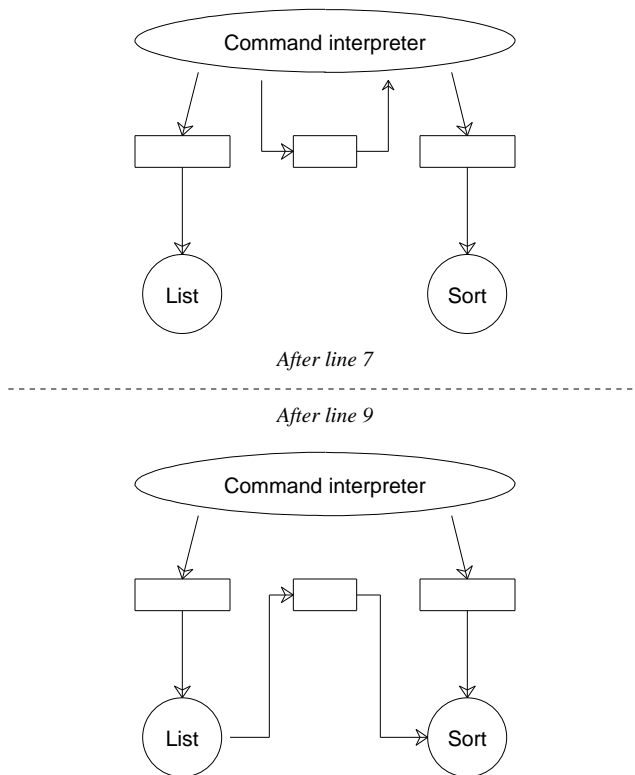 Command interpreter
List
Sort
After line 7
After line 9
Command interpreter
List
Sort